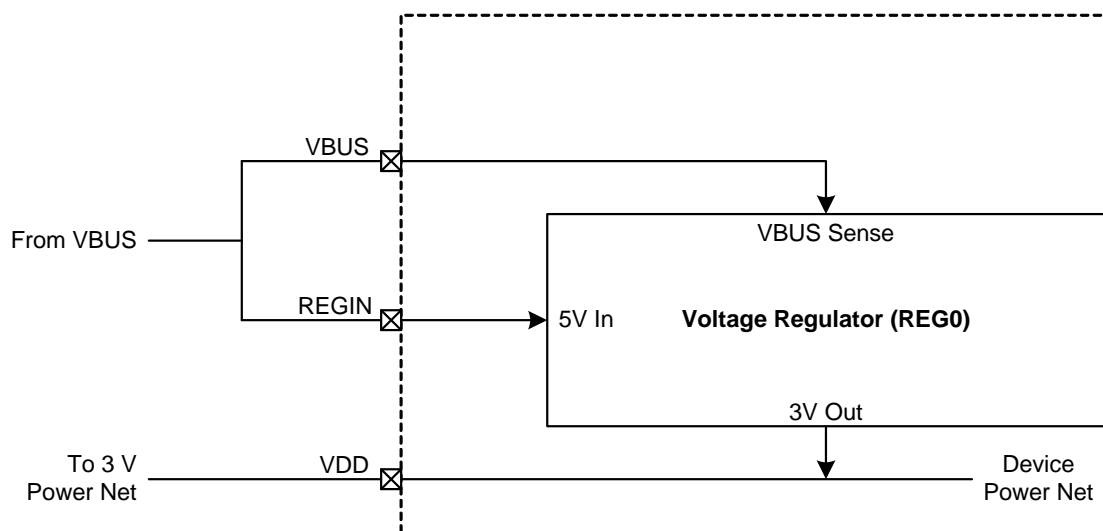 VBUS
From VBUS
VBUS Sense
REGIN
5V In
Voltage Regulator (REG0)
3V Out
To 3 V
Power Net
VDD
Device
Power Net